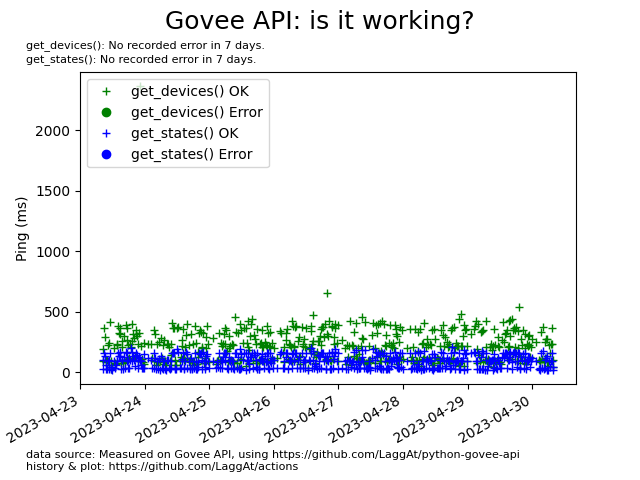 Govee API: is it working?
get_devices(): No recorded error in 7 days.
get_states(): No recorded error in 7 days.
get_devices() OK
get_devices() Error
get_states() OK
get_states() Error
Ping (ms)
2000
1500
1000
500
0
2023-04-23
2023-04-24
2023-04-25
2023-04-26
2023-04-27
2023-04-28
2023-04-29
2023-04-30
data source: Measured on Govee API, using https://github.com/LaggAt/python-govee-api
history & plot: https://github.com/LaggAt/actions